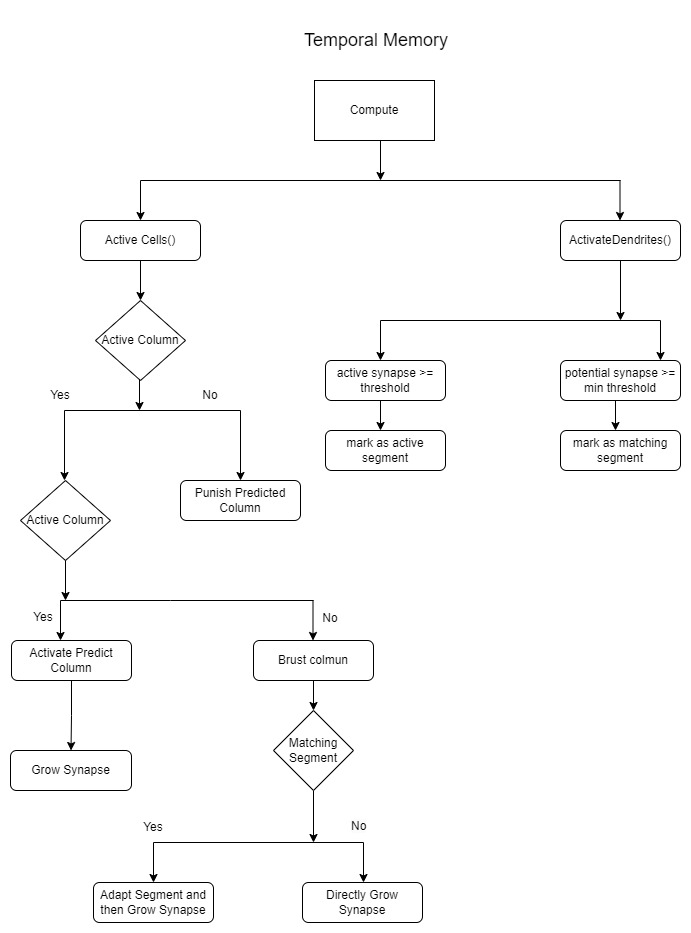 Temporal Memory
Compute
Active Cells()
ActivateDendrites()
Active Column
active synapse >=
threshold
potential synapse >=
min threshold
Yes
No
mark as active
segment
mark as matching
segment
Punish Predicted
Column
Active Column
Yes
No
Activate Predict
Column
Brust colmun
Matching
Segment
Grow Synapse
Yes
No
Adapt Segment and
then Grow Synapse
Directly Grow
Synapse